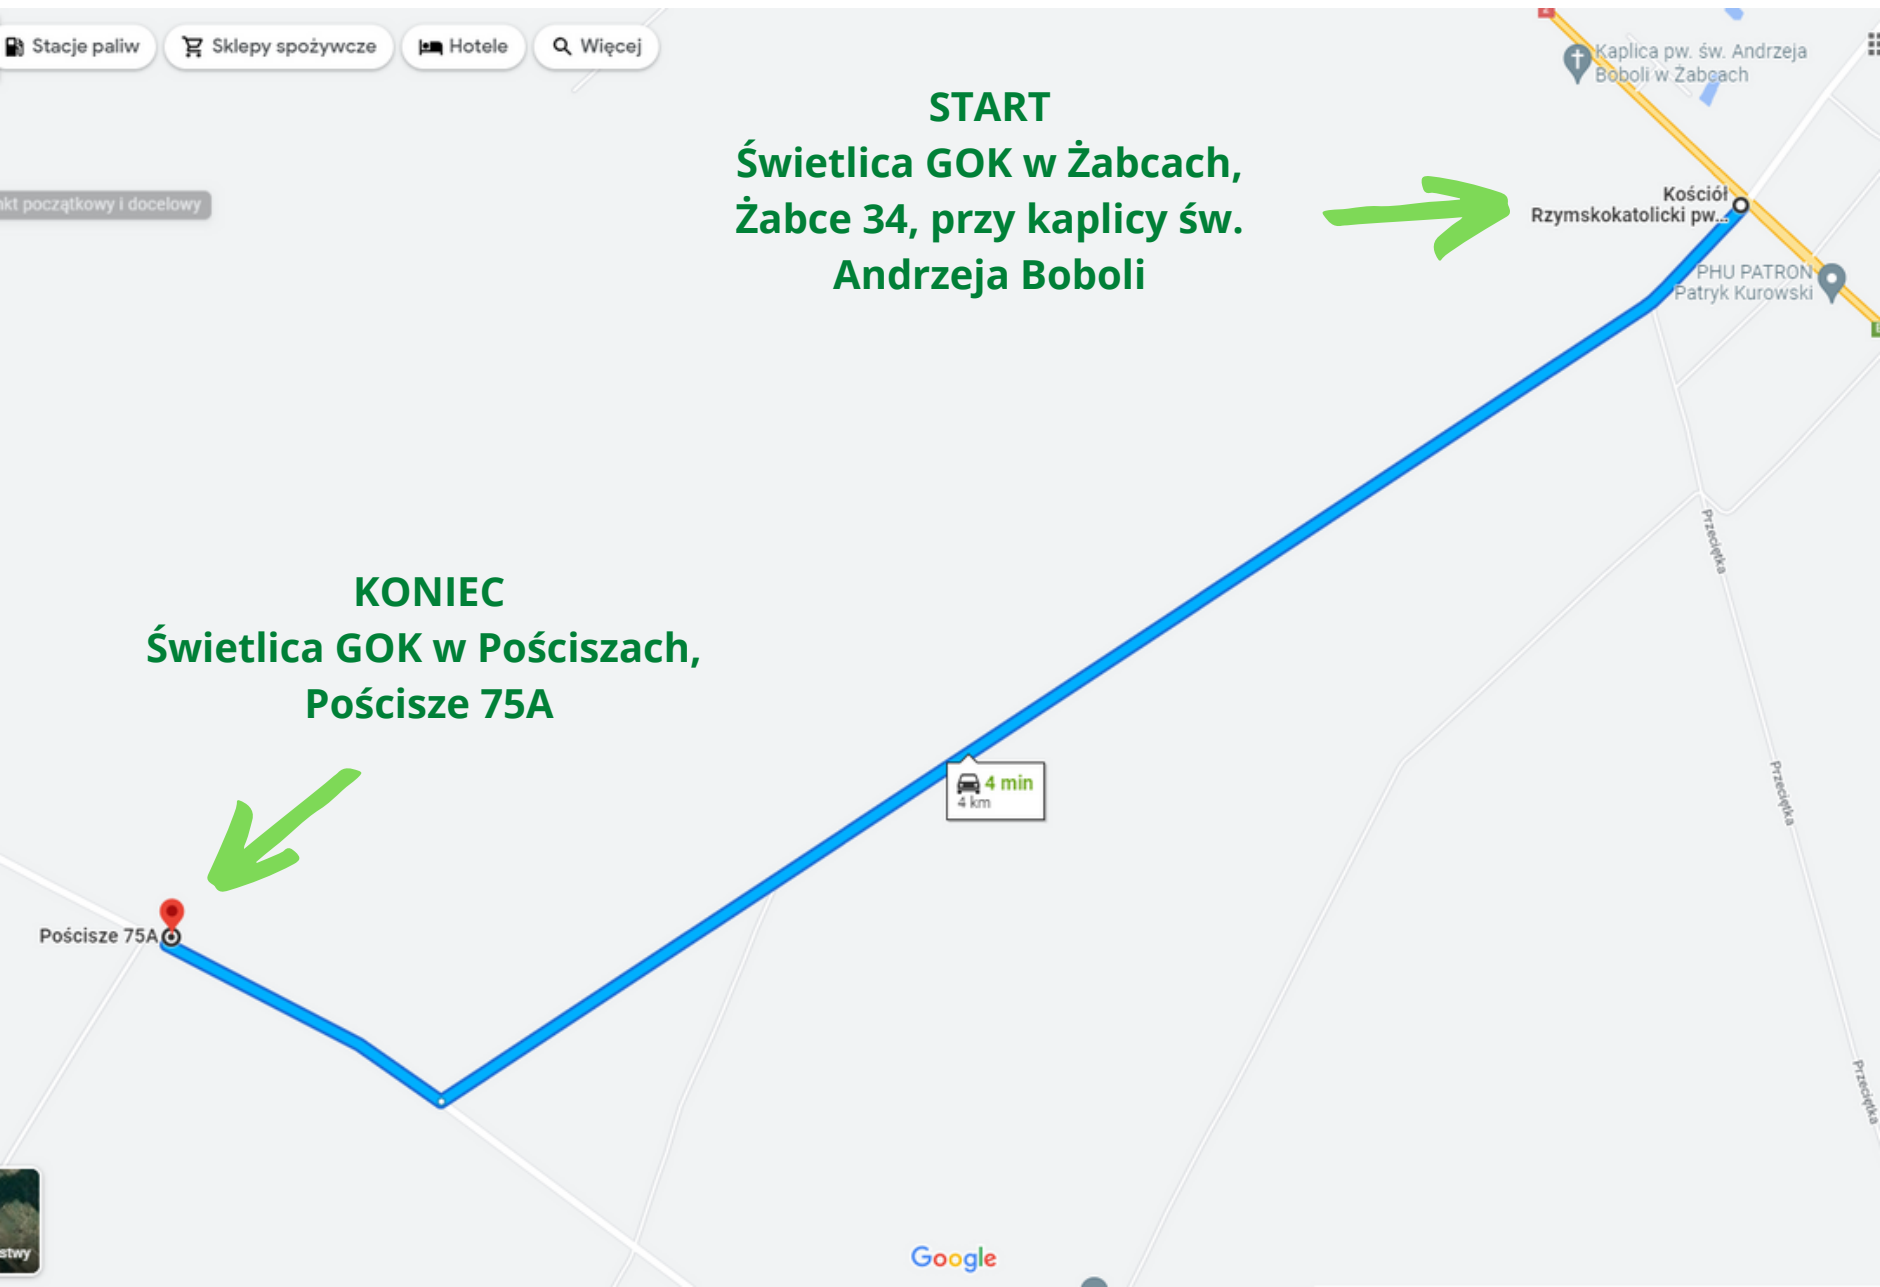 Stacje paliw
Sklepy spożywcze
Hotele
Więcej
Kaplica pw. św. Andrzeja
Boboli w Żabcach
START
Świetlica GOK w Żabcach,
Żabce 34, przy kaplicy św.
Andrzeja Boboli
początkowy i docelowy
Kościół
Rzymskokatolicki pw...
PHU PATRON
Patryk Kurowski
Przeciętka
KONIEC
Świetlica GOK w Pościszach,
Pościsze 75A
4 min
4 km
Przeciętka
Pościsze 75A
Przeciętka
Google